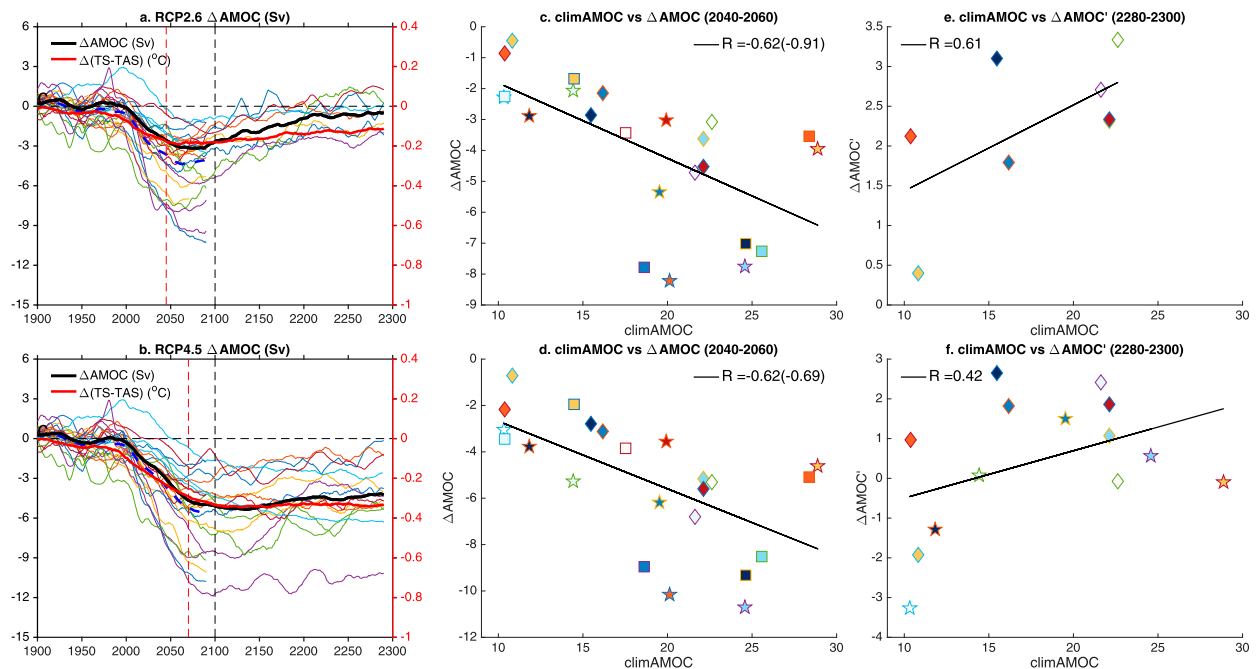 a. RCP2.6 ΔAMOC (Sv)
6
3
0
-3
-6
-9
-12
-15
ΔAMOC (Sv)
Δ(TS-TAS) (°C)
0.4
0.2
0
-0.2
-0.4
-0.6
-0.8
-1
1900 1950 2000 2050 2100 2150 2200 2250 2300
c. climAMOC vs ΔAMOC (2040-2060)
R =-0.62(-0.91)
0
-1
-2
-3
-4
-5
-6
-7
-8
-9
ΔAMOC
10 15 20 25 30
climAMOC
e. climAMOC vs ΔAMOC' (2280-2300)
R =0.61
3.5
3
2.5
2
1.5
1
0.5
0
ΔAMOC'
10 15 20 25 30
climAMOC
b. RCP4.5 ΔAMOC (Sv)
6
3
0
-3
-6
-9
-12
-15
ΔAMOC (Sv)
Δ(TS-TAS) (°C)
0.4
0.2
0
-0.2
-0.4
-0.6
-0.8
-1
1900 1950 2000 2050 2100 2150 2200 2250 2300
d. climAMOC vs ΔAMOC (2040-2060)
R =-0.62(-0.69)
0
-2
-4
-6
-8
-10
-12
ΔAMOC
10 15 20 25 30
climAMOC
f. climAMOC vs ΔAMOC' (2280-2300)
R =0.42
3
2
1
0
-1
-2
-3
-4
ΔAMOC'
10 15 20 25 30
climAMOC